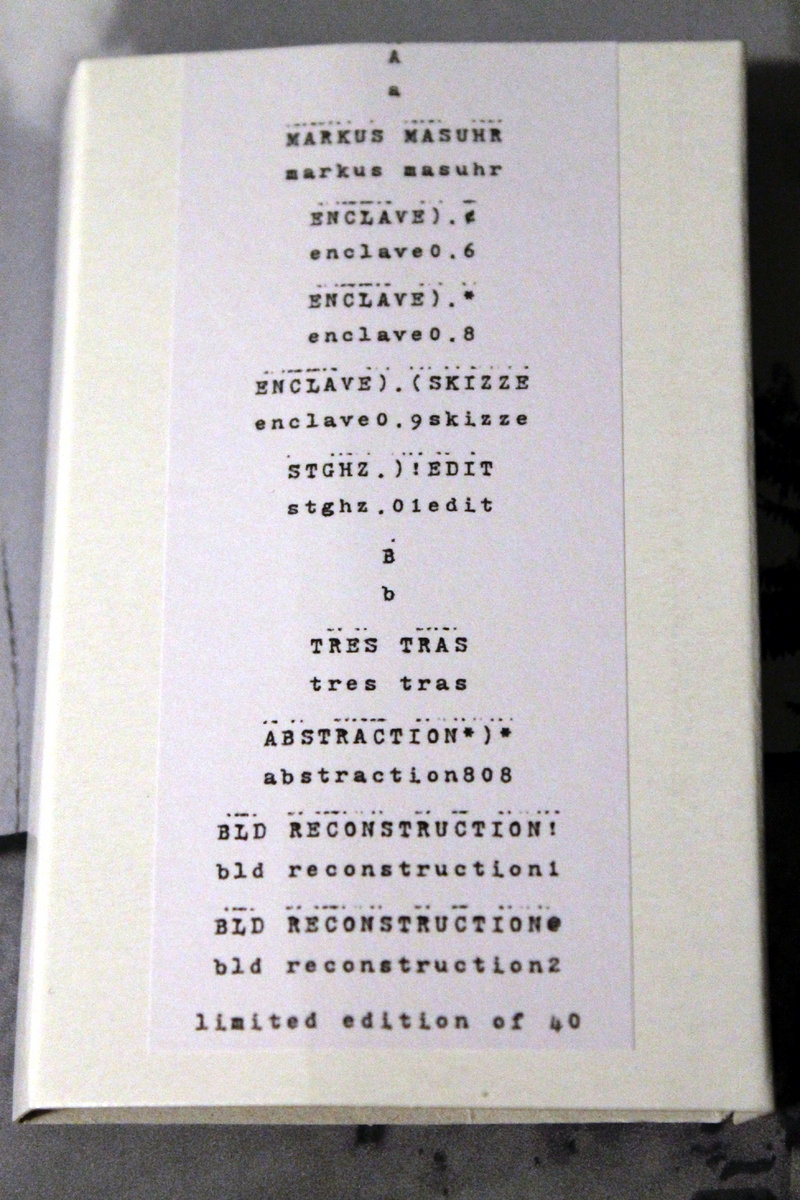 A
a
MARKUS MASUHR
markus masuhr
ENCLAVE).¢
enclave0.6
ENCLAVE).*
enclave0.8
ENCLAVE).(SKIZZE
enclave0.9skizze
STGHZ.)!EDIT
stghz.01edit
B
b
TRES TRAS
tres tras
ABSTRACTION*)*
abstraction808
BLD RECONSTRUCTION!
bld reconstruction1
BLD RECONSTRUCTION@
bld reconstruction2
limited edition of 40